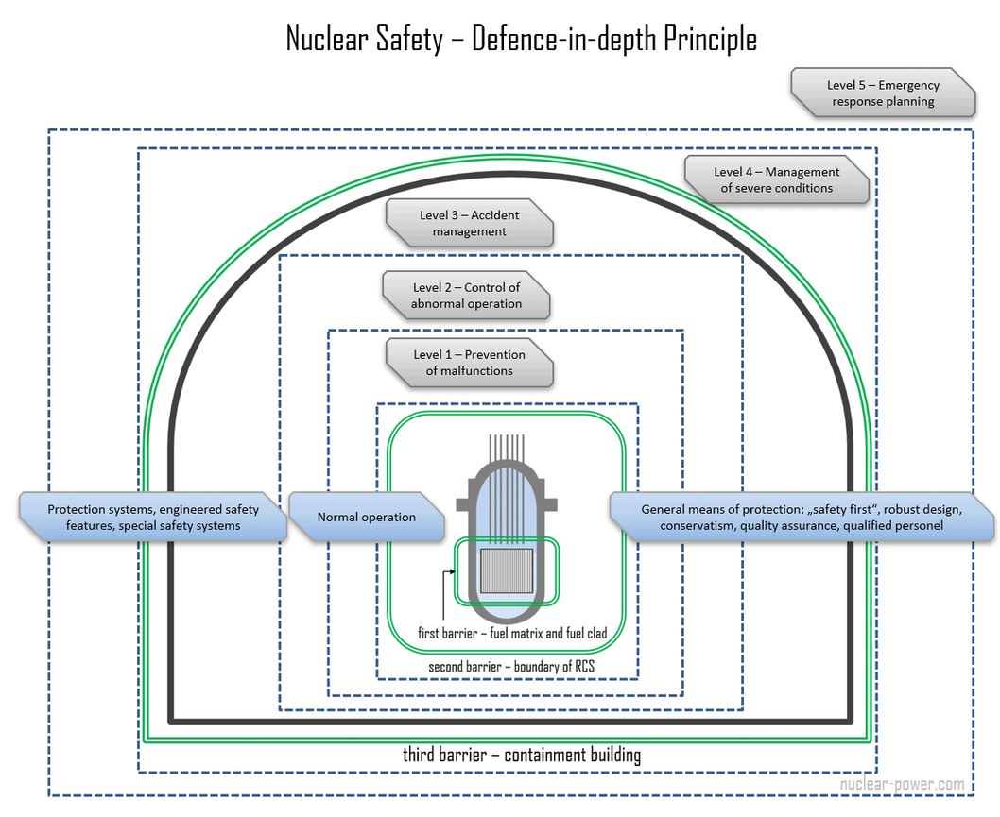 Nuclear Safety – Defence-in-depth Principle
Level 5 – Emergency
response planning
Level 4 – Management
of severe conditions
Level 3 – Accident
management
Level 2 – Control of
abnormal operation
Level 1 – Prevention
of malfunctions
Protection systems, engineered safety
features, special safety systems
Normal operation
General means of protection: „safety first“, robust design,
conservatism, quality assurance, qualified personel
first barrier – fuel matrix and fuel clad
second barrier – boundary of RCS
third barrier – containment building
nuclear-power.com